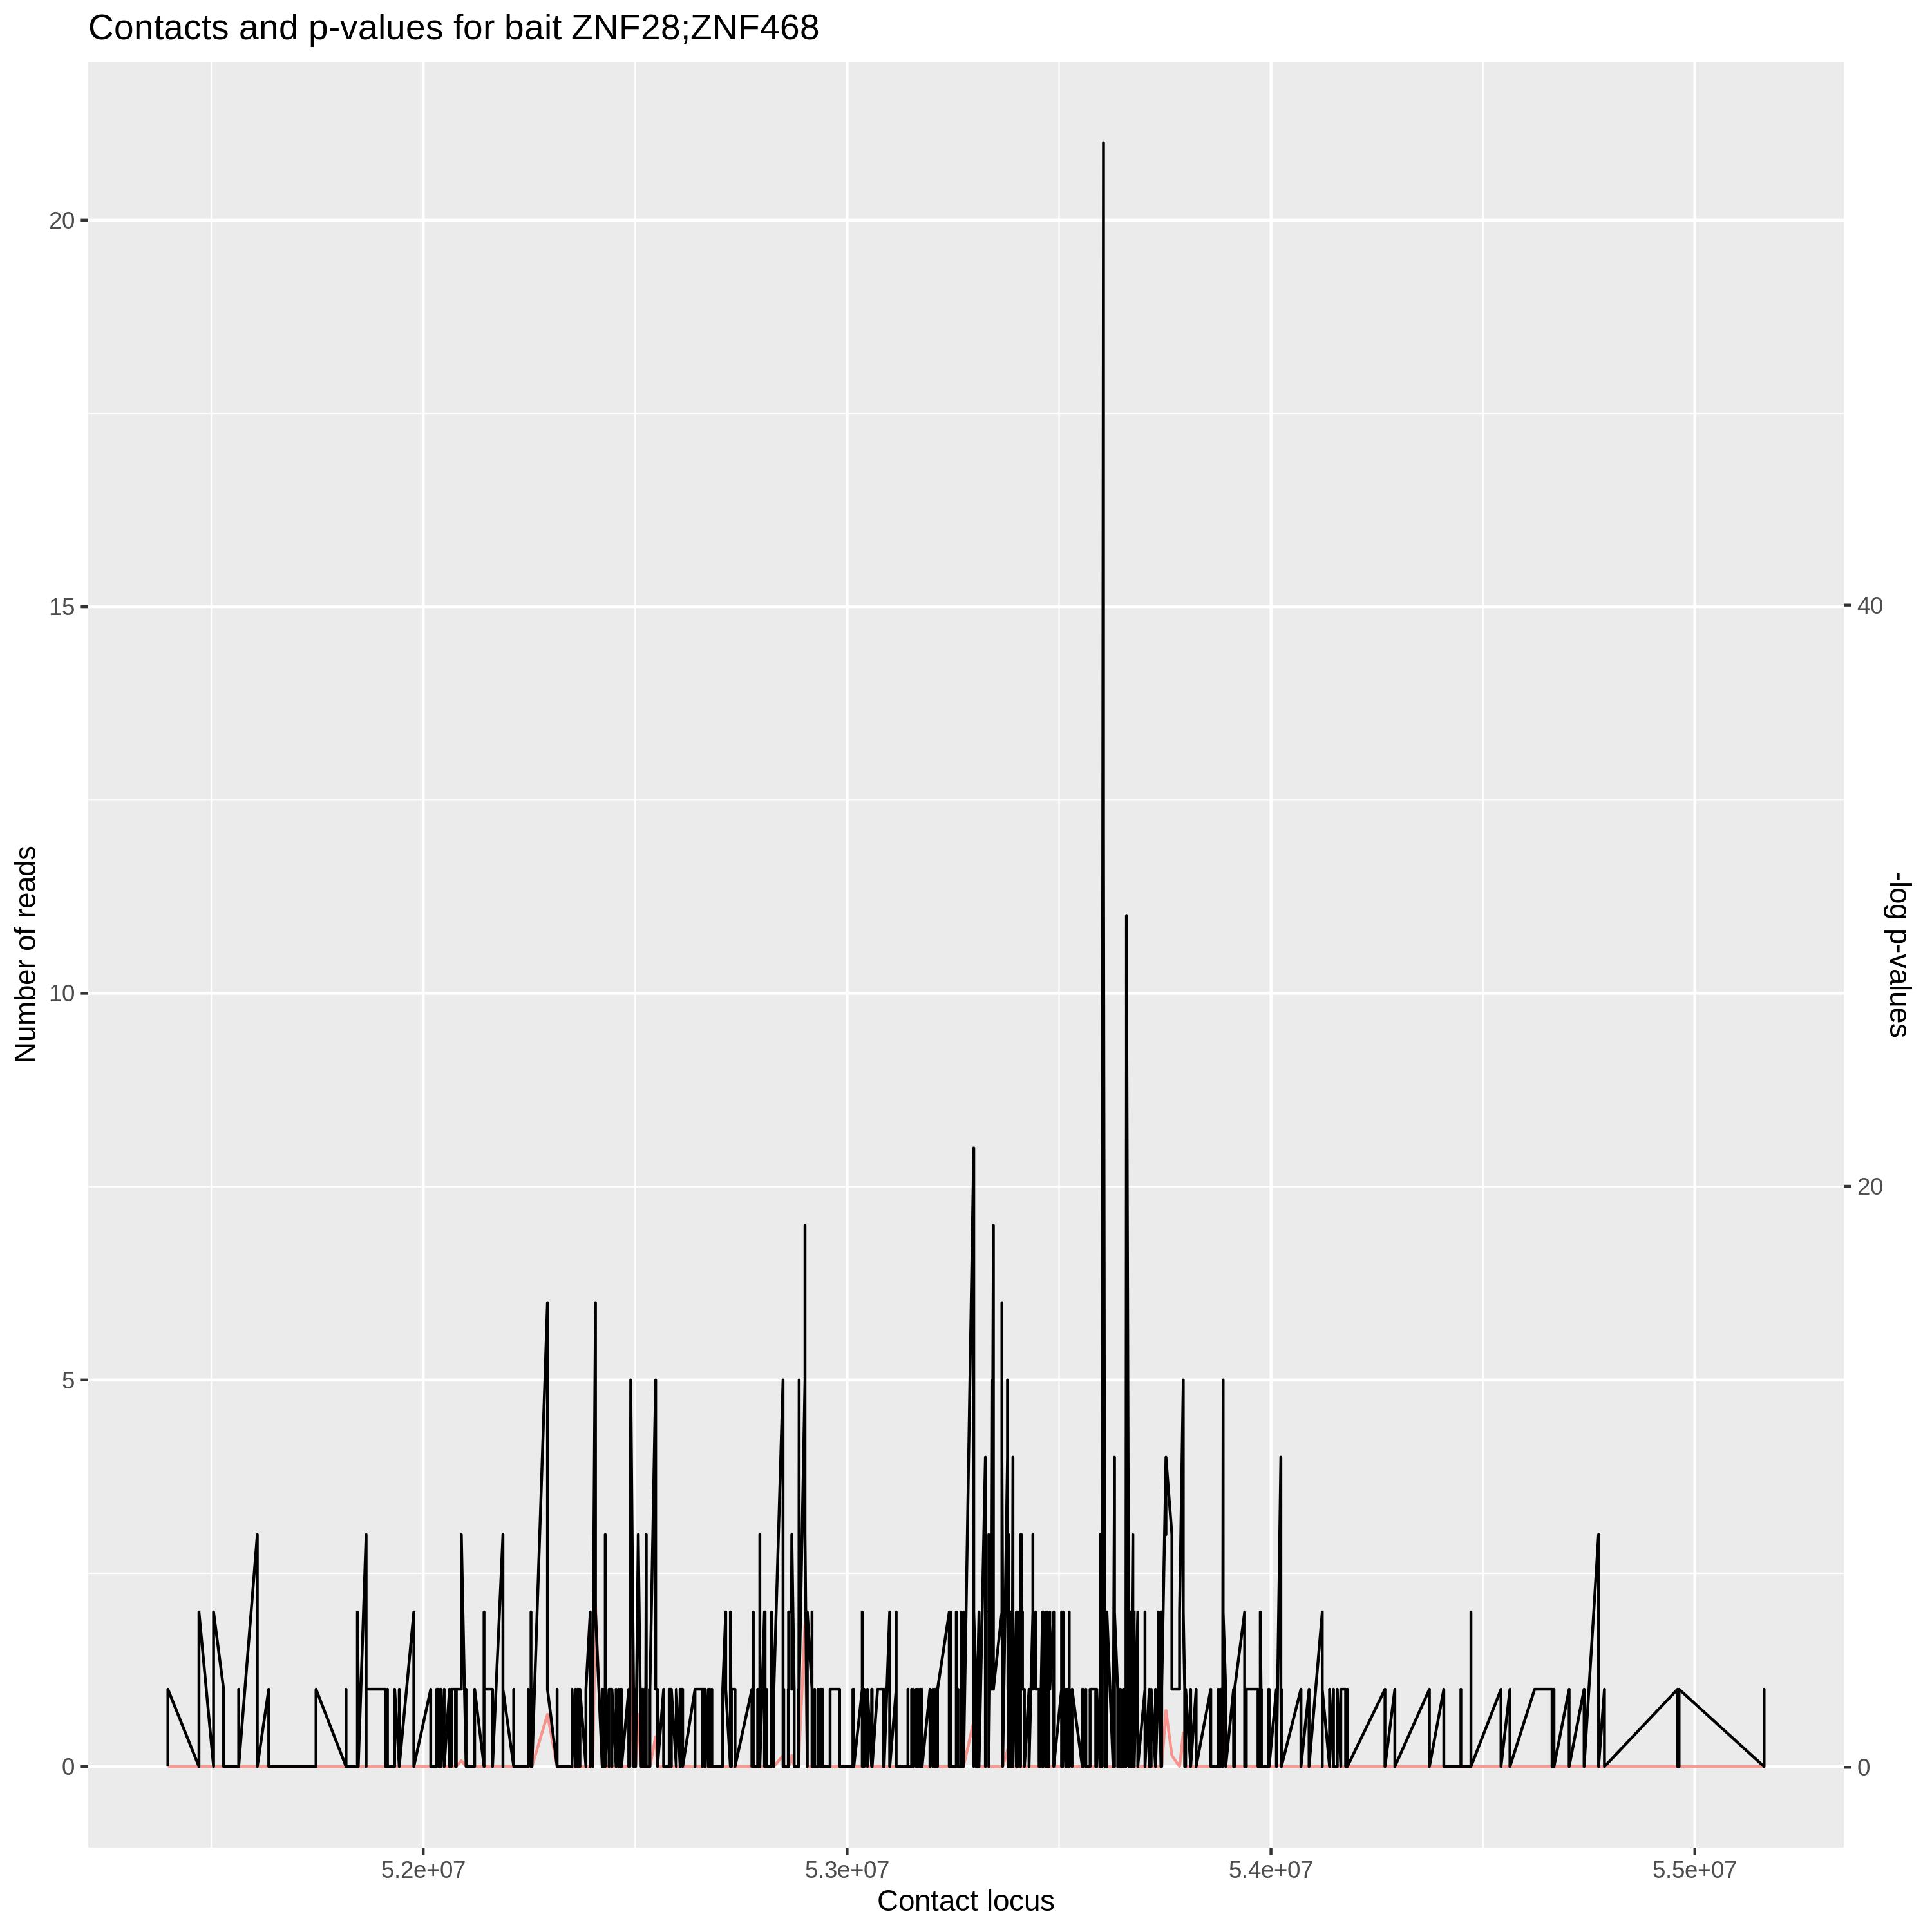 Contacts and p-values for bait ZNF28;ZNF468
20
15
10
5
0
Number of reads
40
20
0
-log p-values
5.2e+07
5.3e+07
5.4e+07
5.5e+07
Contact locus